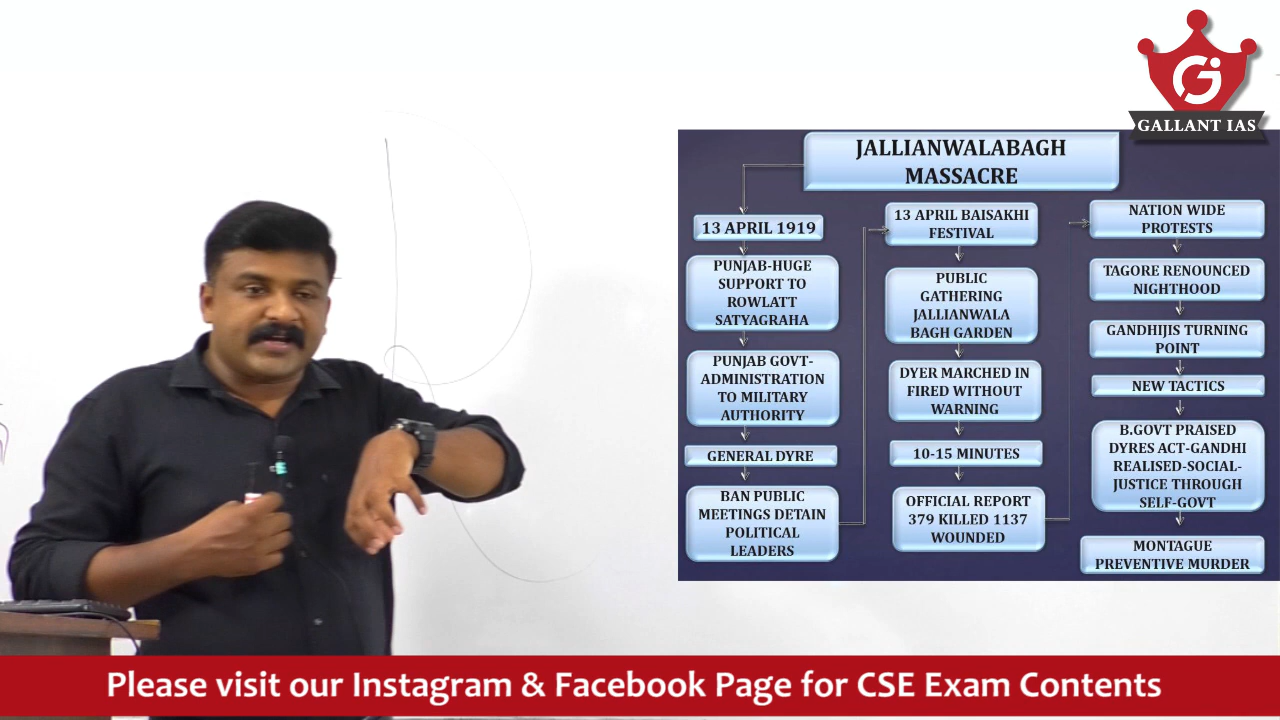 GALLANT IAS
JALLIANWALABAGH
MASSACRE
13 APRIL 1919
PUNJAB-HUGE
SUPPORT TO
ROWLATT
SATYAGRAHA
PUNJAB GOVT-
ADMINISTRATION
TO MILITARY
AUTHORITY
GENERAL DYRE
BAN PUBLIC
MEETINGS DETAIN
POLITICAL
LEADERS
13 APRIL BAISAKHI
FESTIVAL
PUBLIC
GATHERING
JALLIANWALA
BAGH GARDEN
DYER MARCHED IN
FIRED WITHOUT
WARNING
10-15 MINUTES
OFFICIAL REPORT
379 KILLED 1137
WOUNDED
NATION WIDE
PROTESTS
TAGORE RENOUNCED
NIGHTHOOD
GANDHIJIS TURNING
POINT
NEW TACTICS
B.GOVT PRAISED
DYRES ACT-GANDHI
REALISED-SOCIAL-
JUSTICE THROUGH
SELF-GOVT
MONTAGUE
PREVENTIVE MURDER
Please visit our Instagram & Facebook Page for CSE Exam Contents